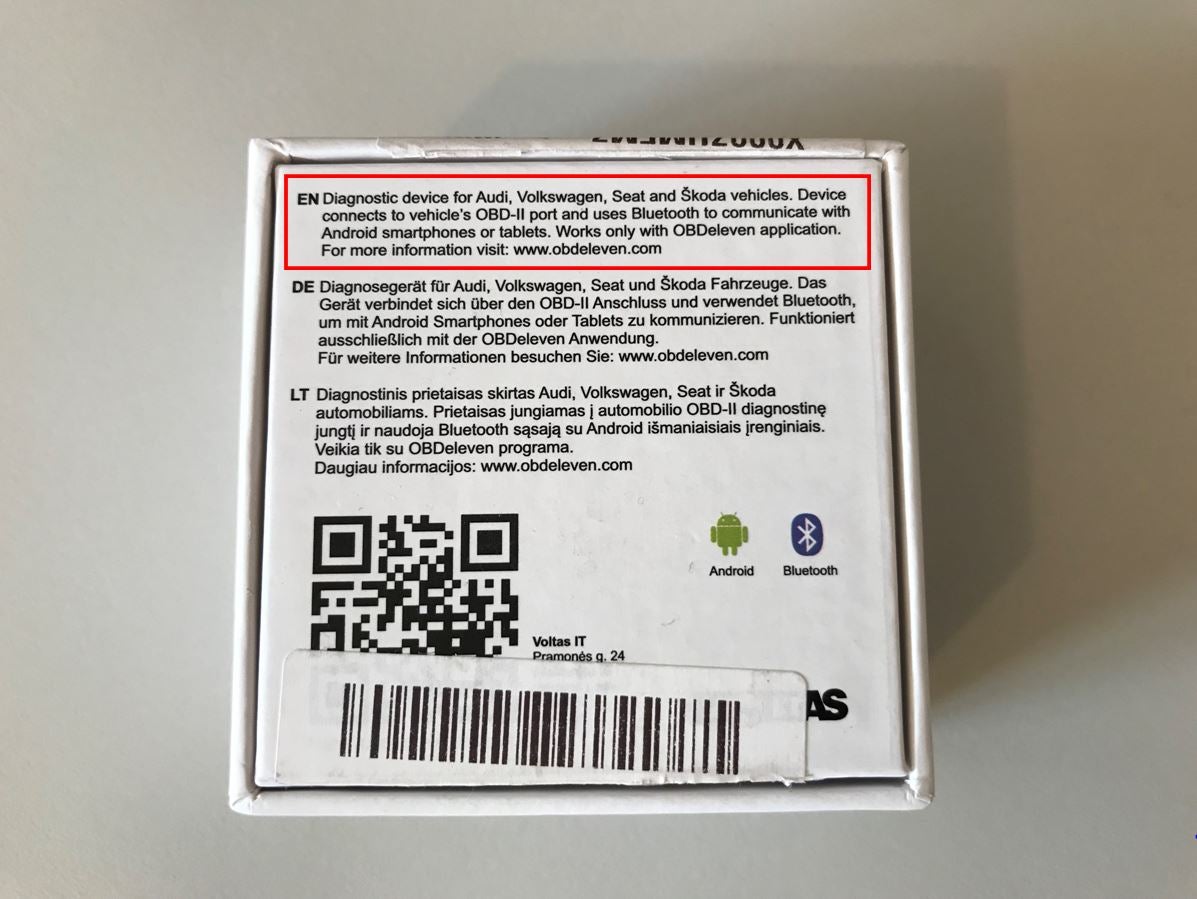 EN Diagnostic device for Audi, Volkswagen, Seat and Škoda vehicles. Device
connects to vehicle's OBD-II port and uses Bluetooth to communicate with
Android smartphones or tablets. Works only with OBDeleven application.
For more information visit: www.obdeleven.com
DE Diagnosegerät für Audi, Volkswagen, Seat und Škoda Fahrzeuge. Das
Gerät verbindet sich über den OBD-II Anschluss und verwendet Bluetooth,
um mit Android Smartphones oder Tablets zu kommunizieren. Funktioniert
ausschließlich mit der OBDeleven Anwendung.
Für weitere Informationen besuchen Sie: www.obdeleven.com
LT Diagnostinis prietaisas skirtas Audi, Volkswagen, Seat ir Škoda
automobiliams. Prietaisas jungiamas į automobilio OBD-II diagnostinę
jungtį ir naudoja Bluetooth sąsają su Android išmaniaisiais įrenginiais.
Veikia tik su OBDeleven programa.
Daugiau informacijos: www.obdeleven.com
Android Bluetooth
Voltas IT
Pramonės g. 24
AS